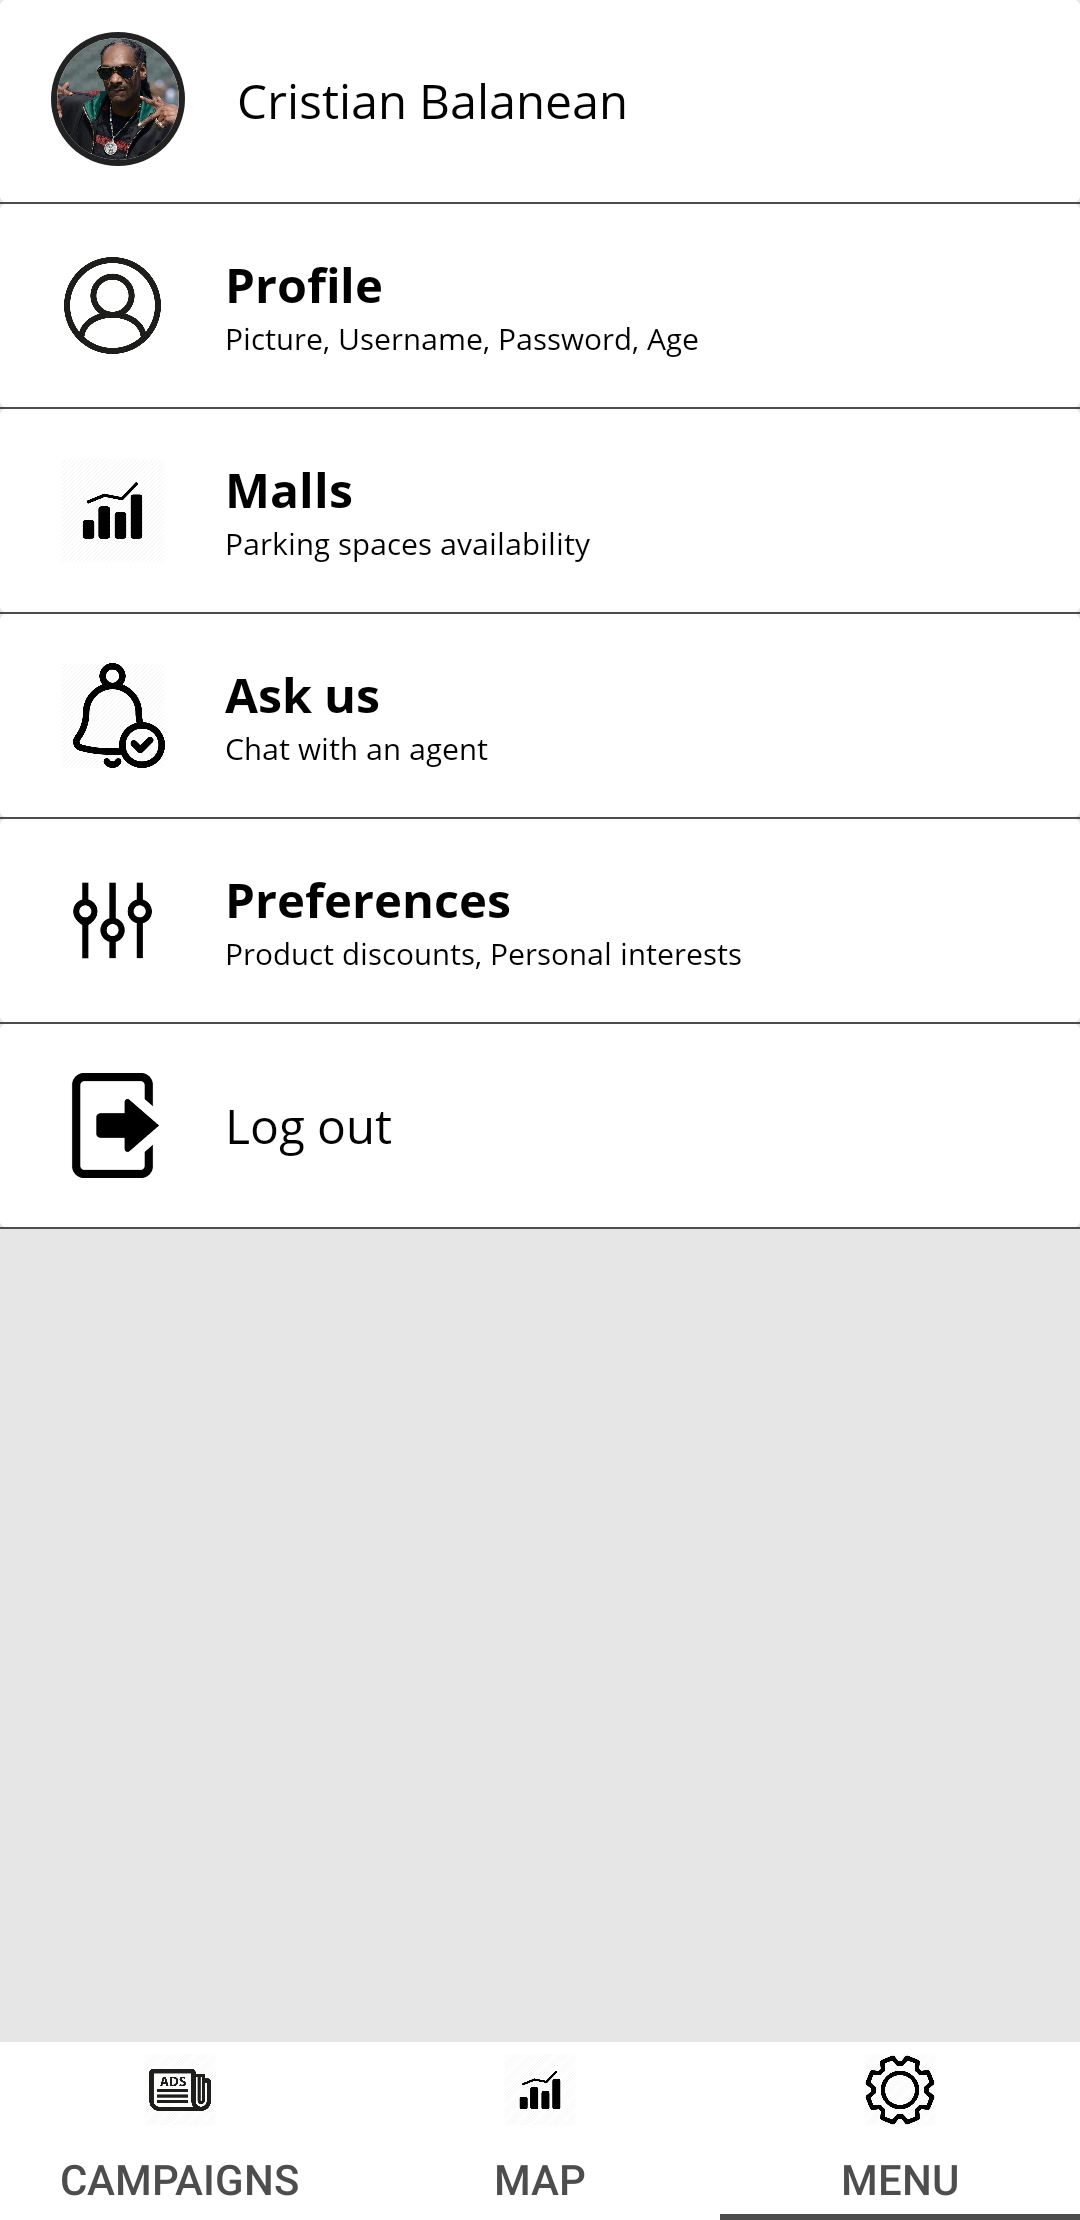 Cristian Balanean
Profile
Picture, Username, Password, Age
Malls
Parking spaces availability
Ask us
Chat with an agent
Preferences
Product discounts, Personal interests
Log out
ADS
CAMPAIGNS
MAP
MENU